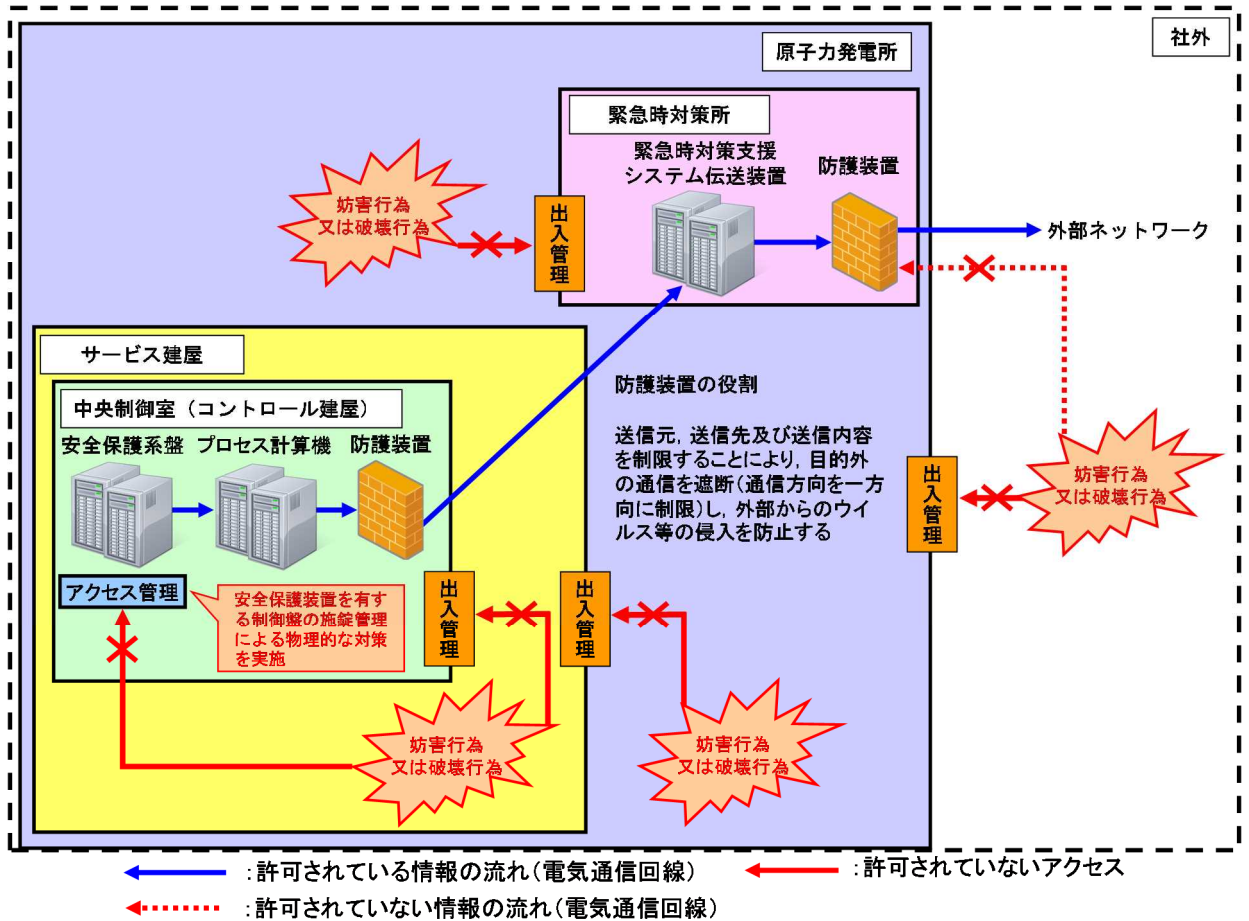 社外
原子力発電所
緊急時対策所
緊急時対策支援
システム伝送装置
防護装置
妨害行為
又は破壊行為
出入管理
外部ネットワーク
サービス建屋
中央制御室（コントロール建屋）
安全保護系盤
プロセス計算機
防護装置
防護装置の役割
送信元，送信先及び送信内容
を制限することにより，目的外
の通信を遮断（通信方向を一方
向に制限）し，外部からのウイ
ルス等の侵入を防止する
出入管理
妨害行為
又は破壊行為
アクセス管理
安全保護装置を有す
る制御盤の施錠管理
による物理的な対策
を実施
出入管理
出入管理
妨害行為
又は破壊行為
妨害行為
又は破壊行為
：許可されている情報の流れ（電気通信回線）
：許可されていないアクセス
：許可されていない情報の流れ（電気通信回線）